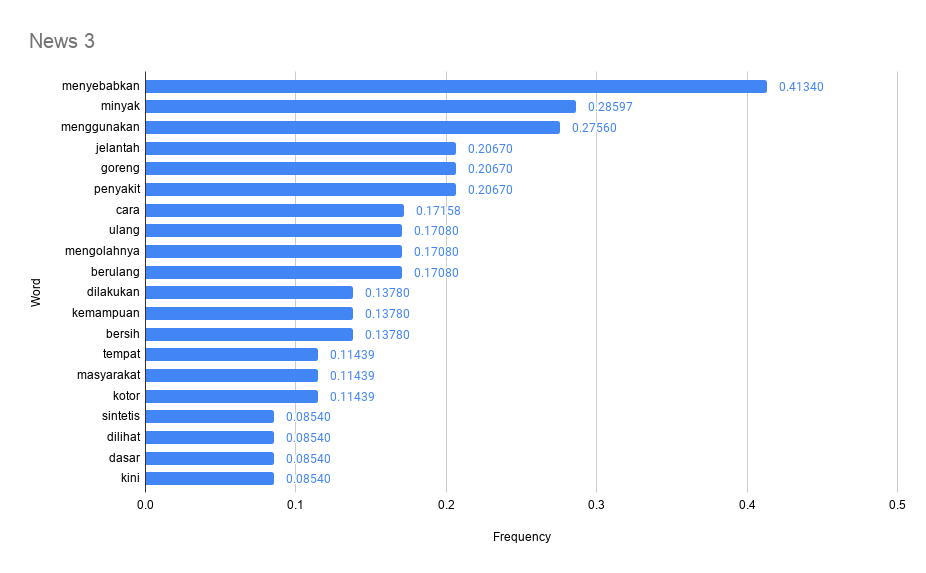 News 3
Word
menyebabkan 0.41340
minyak 0.28597
menggunakan 0.27560
jelantah 0.20670
goreng 0.20670
penyakit 0.20670
cara 0.17158
ulang 0.17080
mengolahnya 0.17080
berulang 0.17080
dilakukan 0.13780
kemampuan 0.13780
bersih 0.13780
tempat 0.11439
masyarakat 0.11439
kotor 0.11439
sintetis 0.08540
dilihat 0.08540
dasar 0.08540
kini 0.08540
0.0 0.1 0.2 0.3 0.4 0.5
Frequency